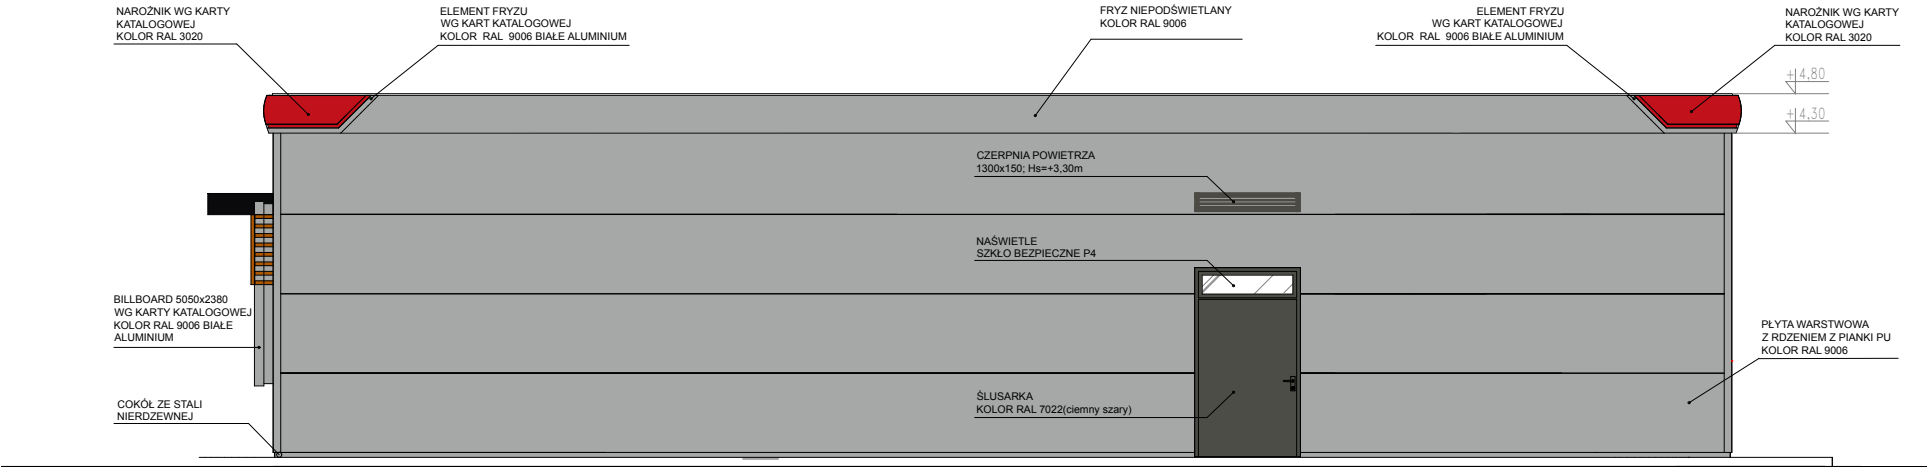 NAROŻNIK WG KARTY
KATALOGOWEJ
KOLOR RAL 3020
ELEMENT FRYZU
WG KART KATALOGOWEJ
KOLOR RAL 9006 BIAŁE ALUMINIUM
FRYZ NIEPODŚWIETLANY
KOLOR RAL 9006
ELEMENT FRYZU
WG KART KATALOGOWEJ
KOLOR RAL 9006 BIAŁE ALUMINIUM
NAROŻNIK WG KARTY
KATALOGOWEJ
KOLOR RAL 3020
+4,80
+4,30
CZERPNIA POWIETRZA
1300x150; Hs=+3,30m
NAŚWIETLE
SZKŁO BEZPIECZNE P4
BILLBOARD 5050x2380
WG KARTY KATALOGOWEJ
KOLOR RAL 9006 BIAŁE
ALUMINIUM
PŁYTA WARSTWOWA
Z RDZENIEM Z PIANKI PU
KOLOR RAL 9006
COKÓŁ ZE STALI
NIERDZEWNEJ
ŚLUSARKA
KOLOR RAL 7022(ciemny szary)